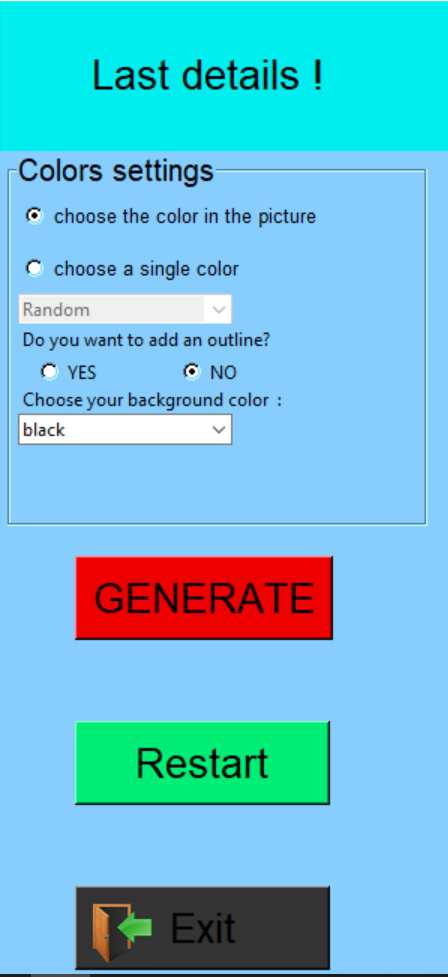 Last details !
Colors settings
choose the color in the picture
choose a single color
Random
Do you want to add an outline?
YES NO
Choose your background color :
black
GENERATE
Restart
Exit